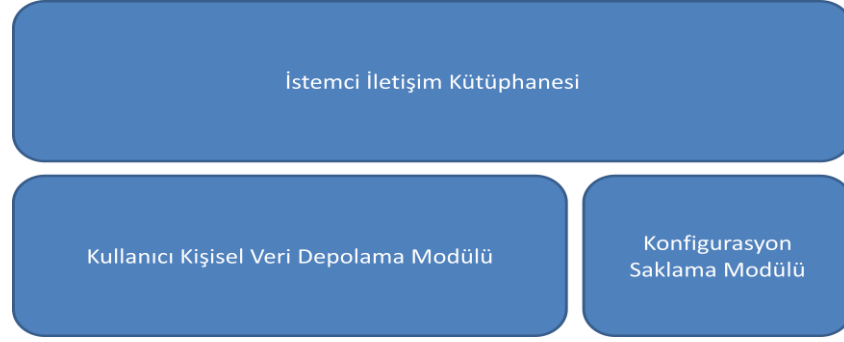 İstemci İletişim Kütüphanesi
Kullanıcı Kişisel Veri Depolama Modülü
Konfigurasyon
Saklama Modülü